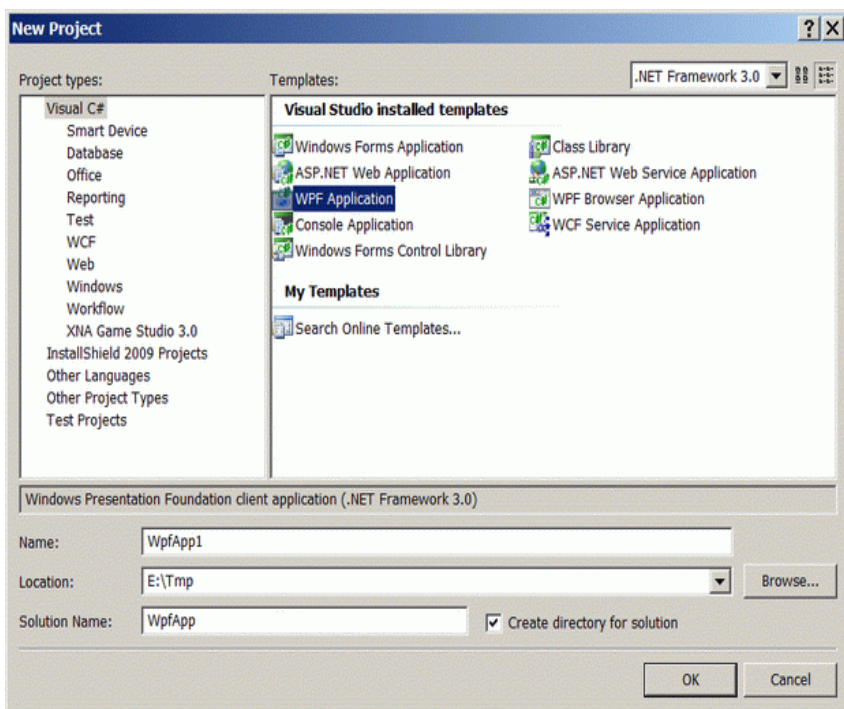 New Project
Project types:
Templates:
.NET Framework 3.0
Visual C#
Smart Device
Database
Office
Reporting
Test
WCF
Web
Windows
Workflow
XNA Game Studio 3.0
InstallShield 2009 Projects
Other Languages
Other Project Types
Test Projects
Visual Studio installed templates
Windows Forms Application
Class Library
ASP.NET Web Application
ASP.NET Web Service Application
WPF Application
WPF Browser Application
Console Application
WCF Service Application
Windows Forms Control Library
My Templates
Search Online Templates...
Windows Presentation Foundation client application (.NET Framework 3.0)
Name: WpfApp1
Location: E:\Tmp Browse...
Solution Name: WpfApp Create directory for solution
OK Cancel